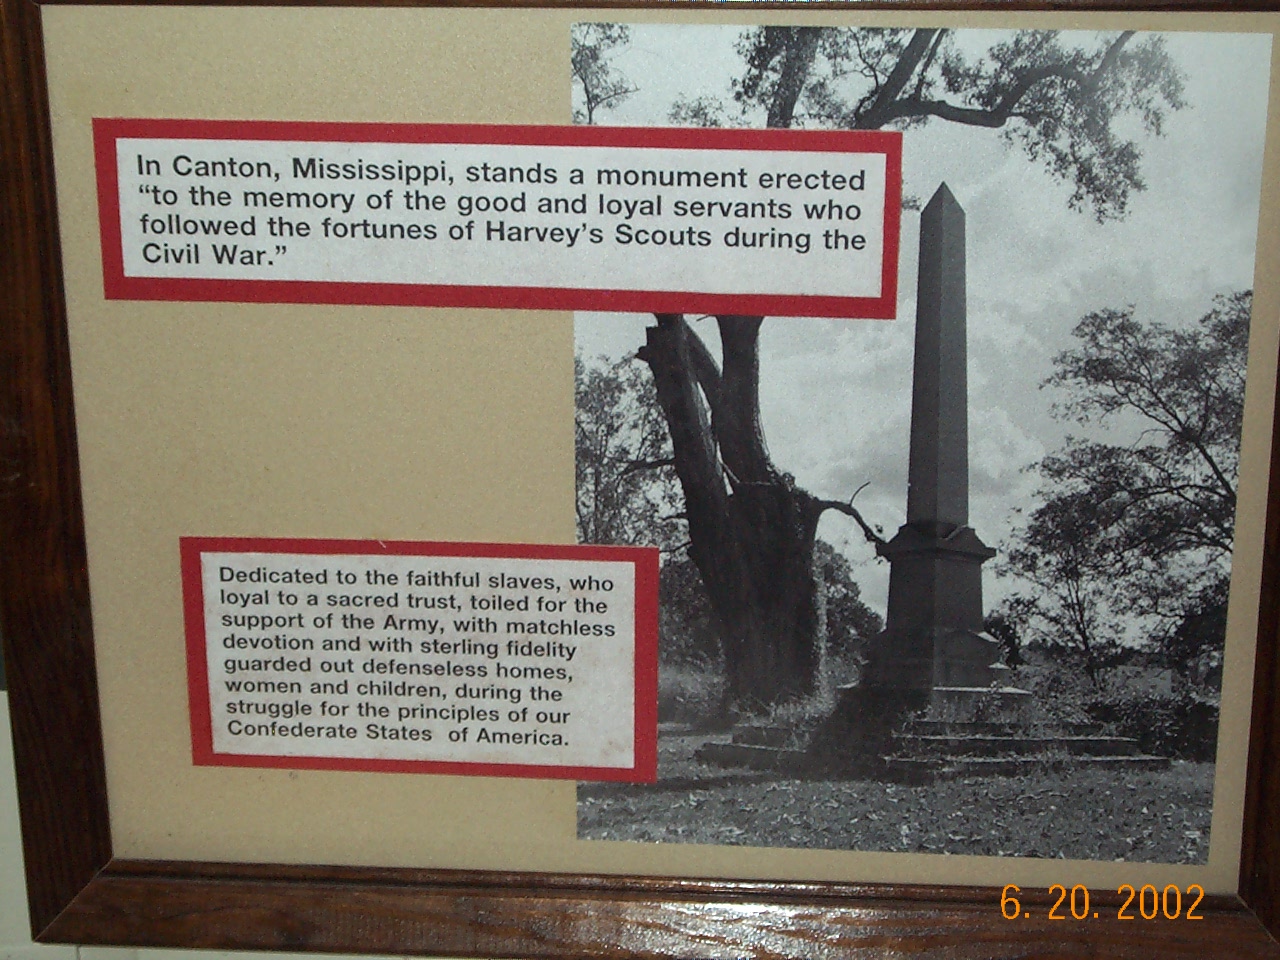 In Canton, Mississippi, stands a monument erected
“to the memory of the good and loyal servants who
followed the fortunes of Harvey’s Scouts during the
Civil War.”
Dedicated to the faithful slaves, who
loyal to a sacred trust, toiled for the
support of the Army, with matchless
devotion and with sterling fidelity
guarded out defenseless homes,
women and children, during the
struggle for the principles of our
Confederate States of America.
6. 20. 2002